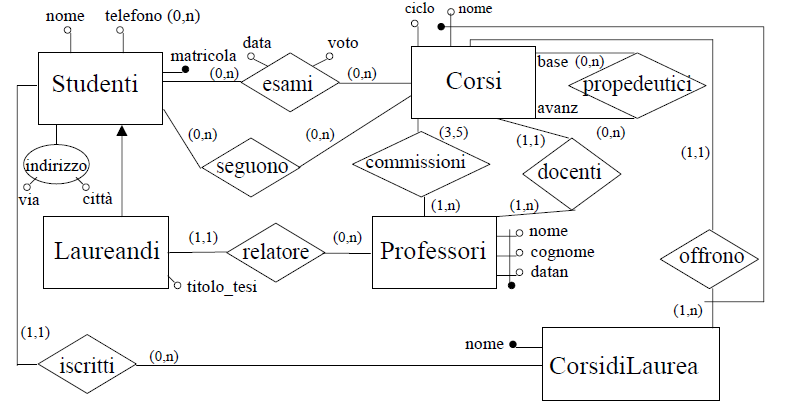 nome
telefono (0,n)
ciclo
nome
matricola
data
voto
Studenti
(0,n)
esami
(0,n)
Corsi
base
(0,n)
propedeutici
avanz
(0,n)
(0,n)
(0,n)
(3,5)
(1,1)
(1,1)
indirizzo
seguono
commissioni
docenti
via
città
(1,n)
(1,n)
Laureandi
(1,1)
relatore
(0,n)
Professori
nome
cognome
datan
offrono
titolo_tesi
(1,n)
(1,1)
iscritti
(0,n)
nome
CorsidiLaurea